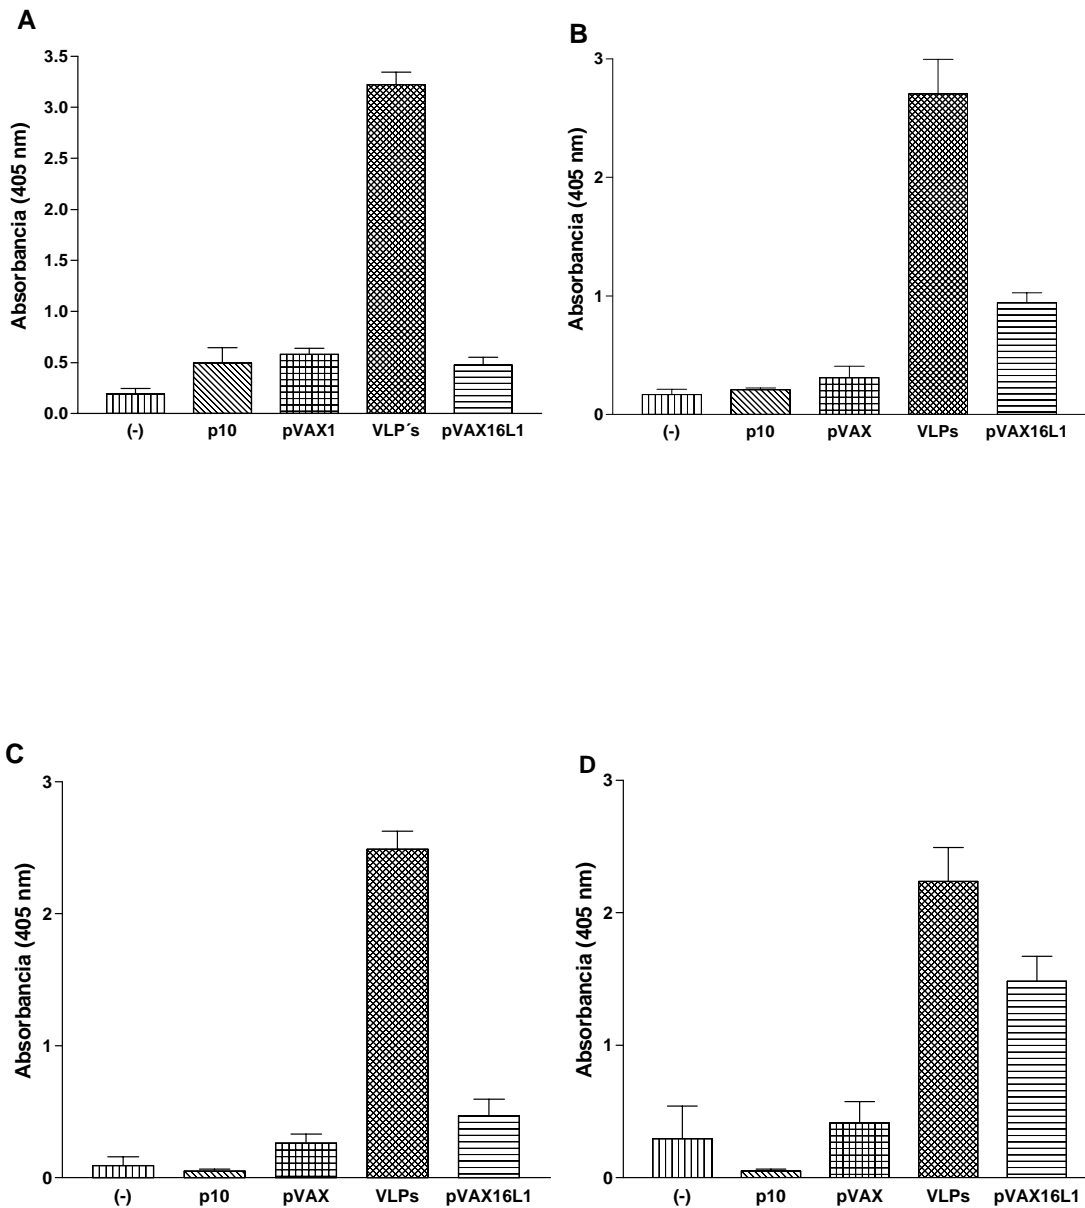 A
Absorbancia (405 nm)
3.5
3.0
2.5
2.0
1.5
1.0
0.5
0.0
(-) p10 pVAX1 VLP´s pVAX16L1
B
Absorbancia (405 nm)
3
2
1
0
(-) p10 pVAX VLPs pVAX16L1
C
Absorbancia (405 nm)
3
2
1
0
(-) p10 pVAX VLPs pVAX16L1
D
Absorbancia (405 nm)
3
2
1
0
(-) p10 pVAX VLPs pVAX16L1